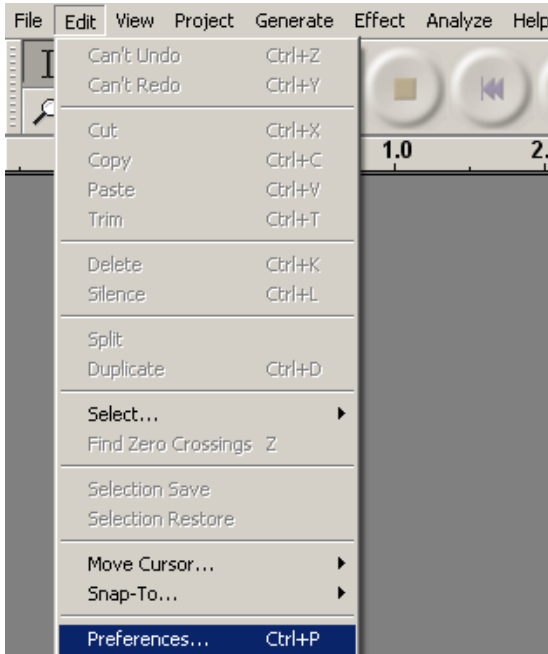 File Edit View Project Generate Effect Analyze Help
Can't Undo Ctrl+Z
Can't Redo Ctrl+Y
Cut Ctrl+X
1.0 2.
Copy Ctrl+C
Paste Ctrl+V
Trim Ctrl+T
Delete Ctrl+K
Silence Ctrl+L
Split
Duplicate Ctrl+D
Select...
Find Zero Crossings Z
Selection Save
Selection Restore
Move Cursor...
Snap-To...
Preferences... Ctrl+P